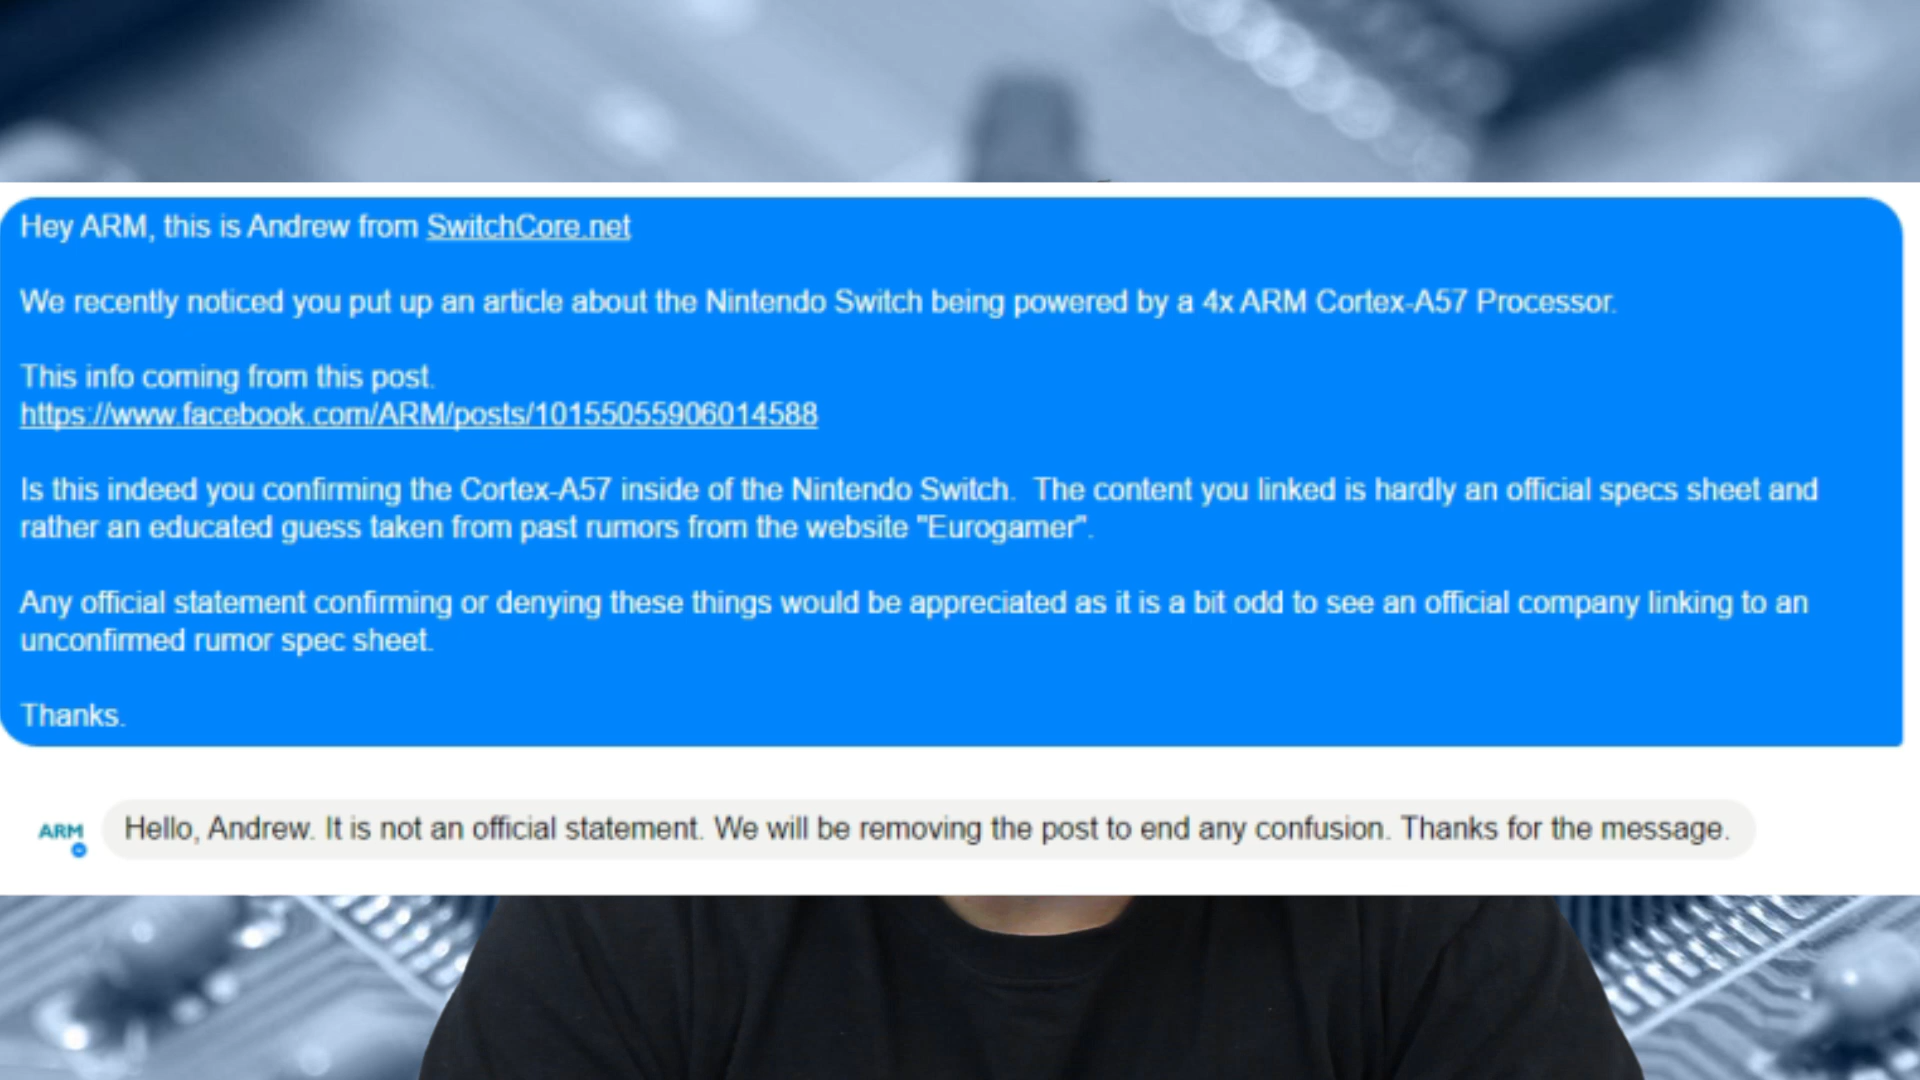 Hey ARM, this is Andrew from SwitchCore.net
We recently noticed you put up an article about the Nintendo Switch being powered by a 4x ARM Cortex-A57 Processor.
This info coming from this post.
https://www.facebook.com/ARM/posts/10155055906014588
Is this indeed you confirming the Cortex-A57 inside of the Nintendo Switch.  The content you linked is hardly an official specs sheet and
rather an educated guess taken from past rumors from the website "Eurogamer".
Any official statement confirming or denying these things would be appreciated as it is a bit odd to see an official company linking to an
unconfirmed rumor spec sheet.
Thanks.
ARM
Hello, Andrew. It is not an official statement. We will be removing the post to end any confusion. Thanks for the message.